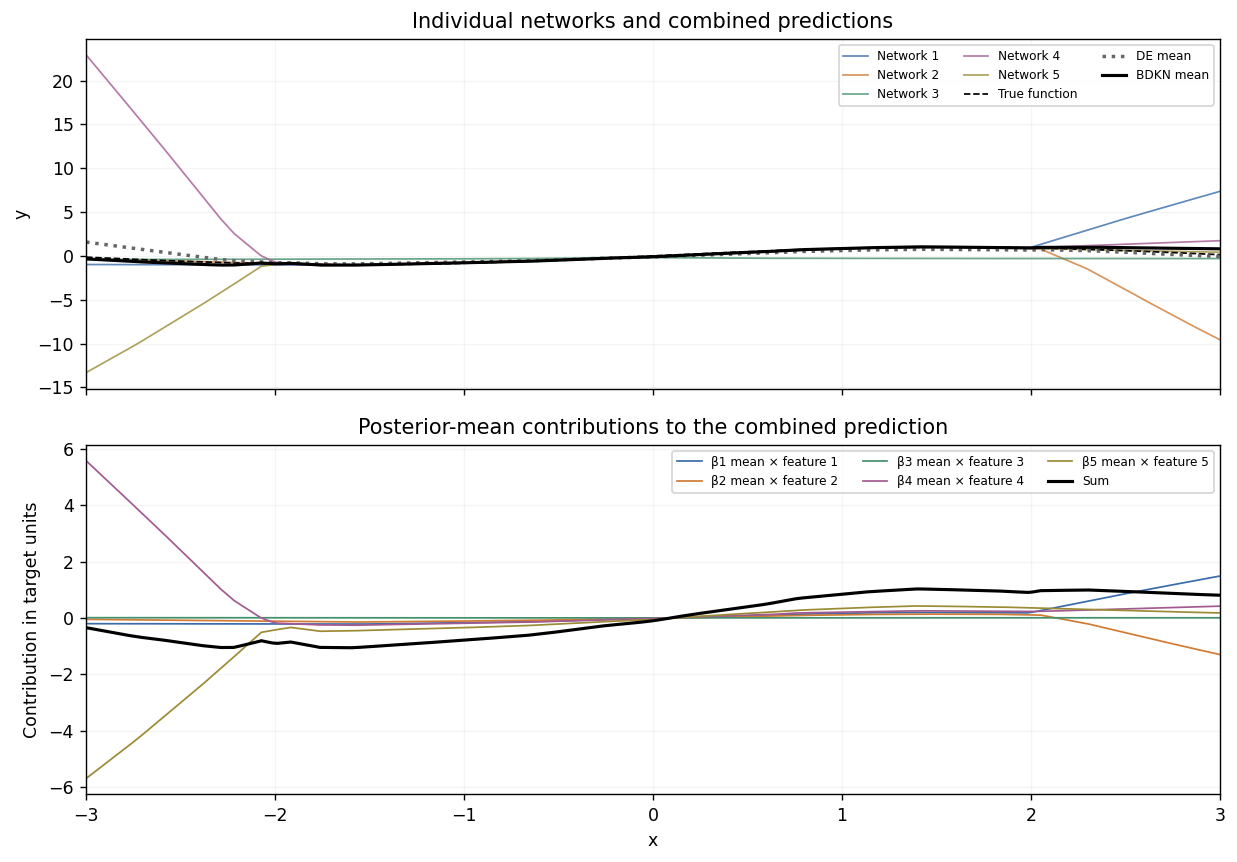 Individual networks and combined predictions
Network 1
Network 2
Network 3
Network 4
Network 5
True function
DE mean
BDKN mean
20
15
10
5
0
−5
−10
−15
y
Posterior-mean contributions to the combined prediction
β1 mean × feature 1
β2 mean × feature 2
β3 mean × feature 3
β4 mean × feature 4
β5 mean × feature 5
Sum
6
4
2
0
−2
−4
−6
Contribution in target units
−3
−2
−1
0
1
2
3
x